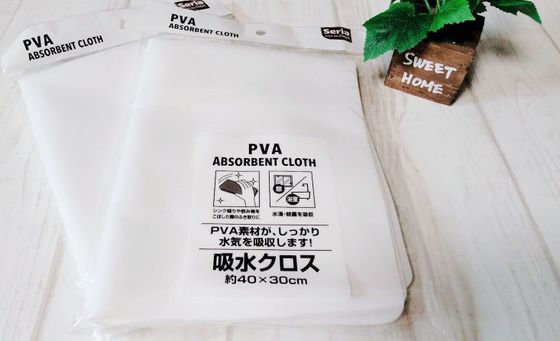 PVA
ABSORBENT CLOTH
Seria
PVA
ABSORBENT CLOTH
Seria
SWEET
HOME
PVA
ABSORBENT CLOTH
浴室
シンク周りや飲み物を
こぼした際のふき取りに
水滴・結露を吸収
PVA素材が、しっかり
水気を吸収します!
吸水クロス
約40×30cm